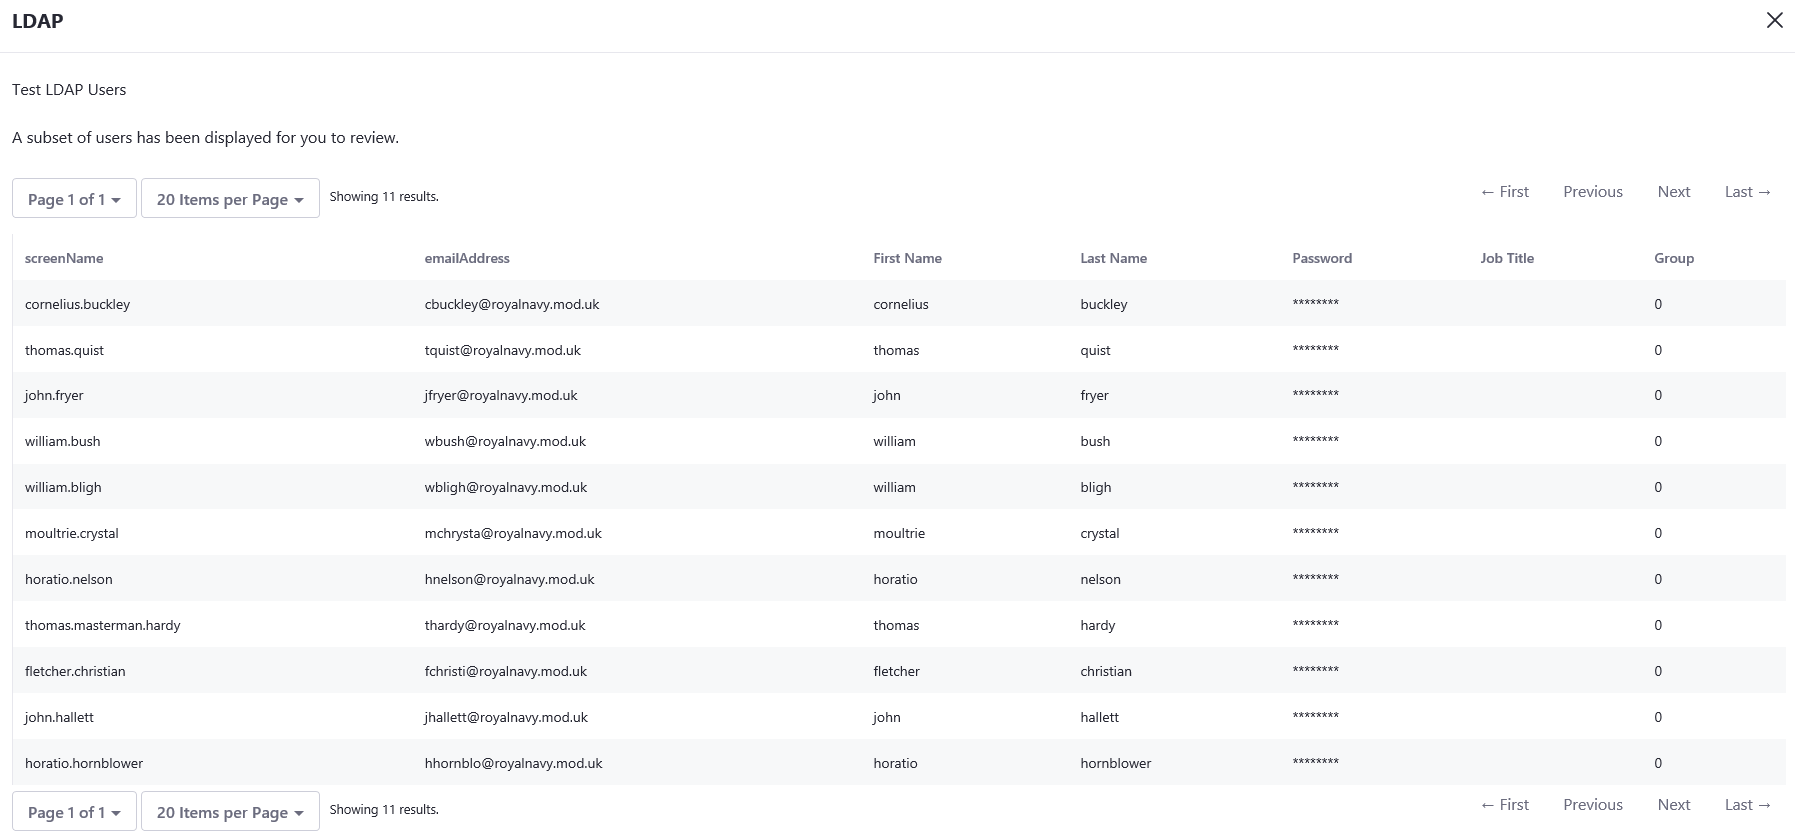 LDAP
Test LDAP Users
A subset of users has been displayed for you to review.
Page 1 of 1 20 Items per Page Showing 11 results. ← First Previous Next Last →
screenName emailAddress First Name Last Name Password Job Title Group
cornelius.buckley cbuckley@royalnavy.mod.uk cornelius buckley ******** 0
thomas.quist tquist@royalnavy.mod.uk thomas quist ******** 0
john.fryer jfryer@royalnavy.mod.uk john fryer ******** 0
william.bush wbush@royalnavy.mod.uk william bush ******** 0
william.bligh wbligh@royalnavy.mod.uk william bligh ******** 0
moultrie.crystal mchrysta@royalnavy.mod.uk moultrie crystal ******** 0
horatio.nelson hnelson@royalnavy.mod.uk horatio nelson ******** 0
thomas.masterman.hardy thardy@royalnavy.mod.uk thomas hardy ******** 0
fletcher.christian fchristi@royalnavy.mod.uk fletcher christian ******** 0
john.hallett jhallett@royalnavy.mod.uk john hallett ******** 0
horatio.hornblower hhornblo@royalnavy.mod.uk horatio hornblower ******** 0
Page 1 of 1 20 Items per Page Showing 11 results. ← First Previous Next Last →